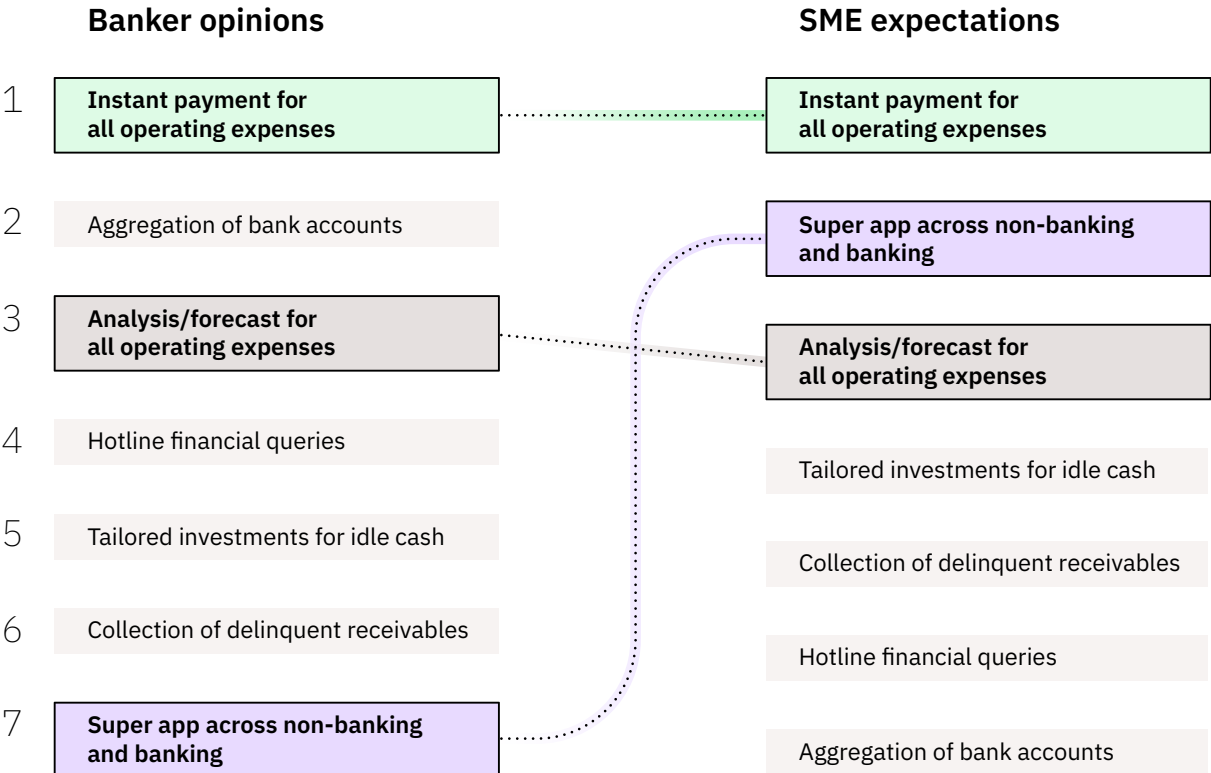 Banker opinions
SME expectations
1
Instant payment for
all operating expenses
Instant payment for
all operating expenses
2
Aggregation of bank accounts
Super app across non-banking
and banking
3
Analysis/forecast for
all operating expenses
Analysis/forecast for
all operating expenses
4
Hotline financial queries
Tailored investments for idle cash
5
Tailored investments for idle cash
Collection of delinquent receivables
6
Collection of delinquent receivables
Hotline financial queries
7
Super app across non-banking
and banking
Aggregation of bank accounts